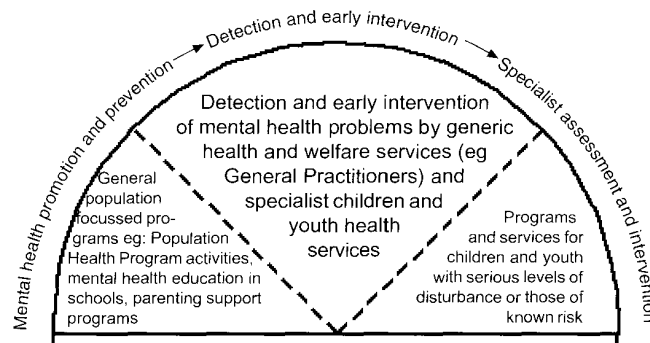 Mental health promotion and prevention
Detection and early intervention
Specialist assessment and intervention
General
population
focussed pro-
grams eg: Population
Health Program activities,
mental health education in
schools, parenting support
programs
Detection and early intervention
of mental health problems by generic
health and welfare services (eg
General Practitioners) and
specialist children and
youth health
services
Programs
and services for
children and youth
with serious levels of
disturbance or those of
known risk